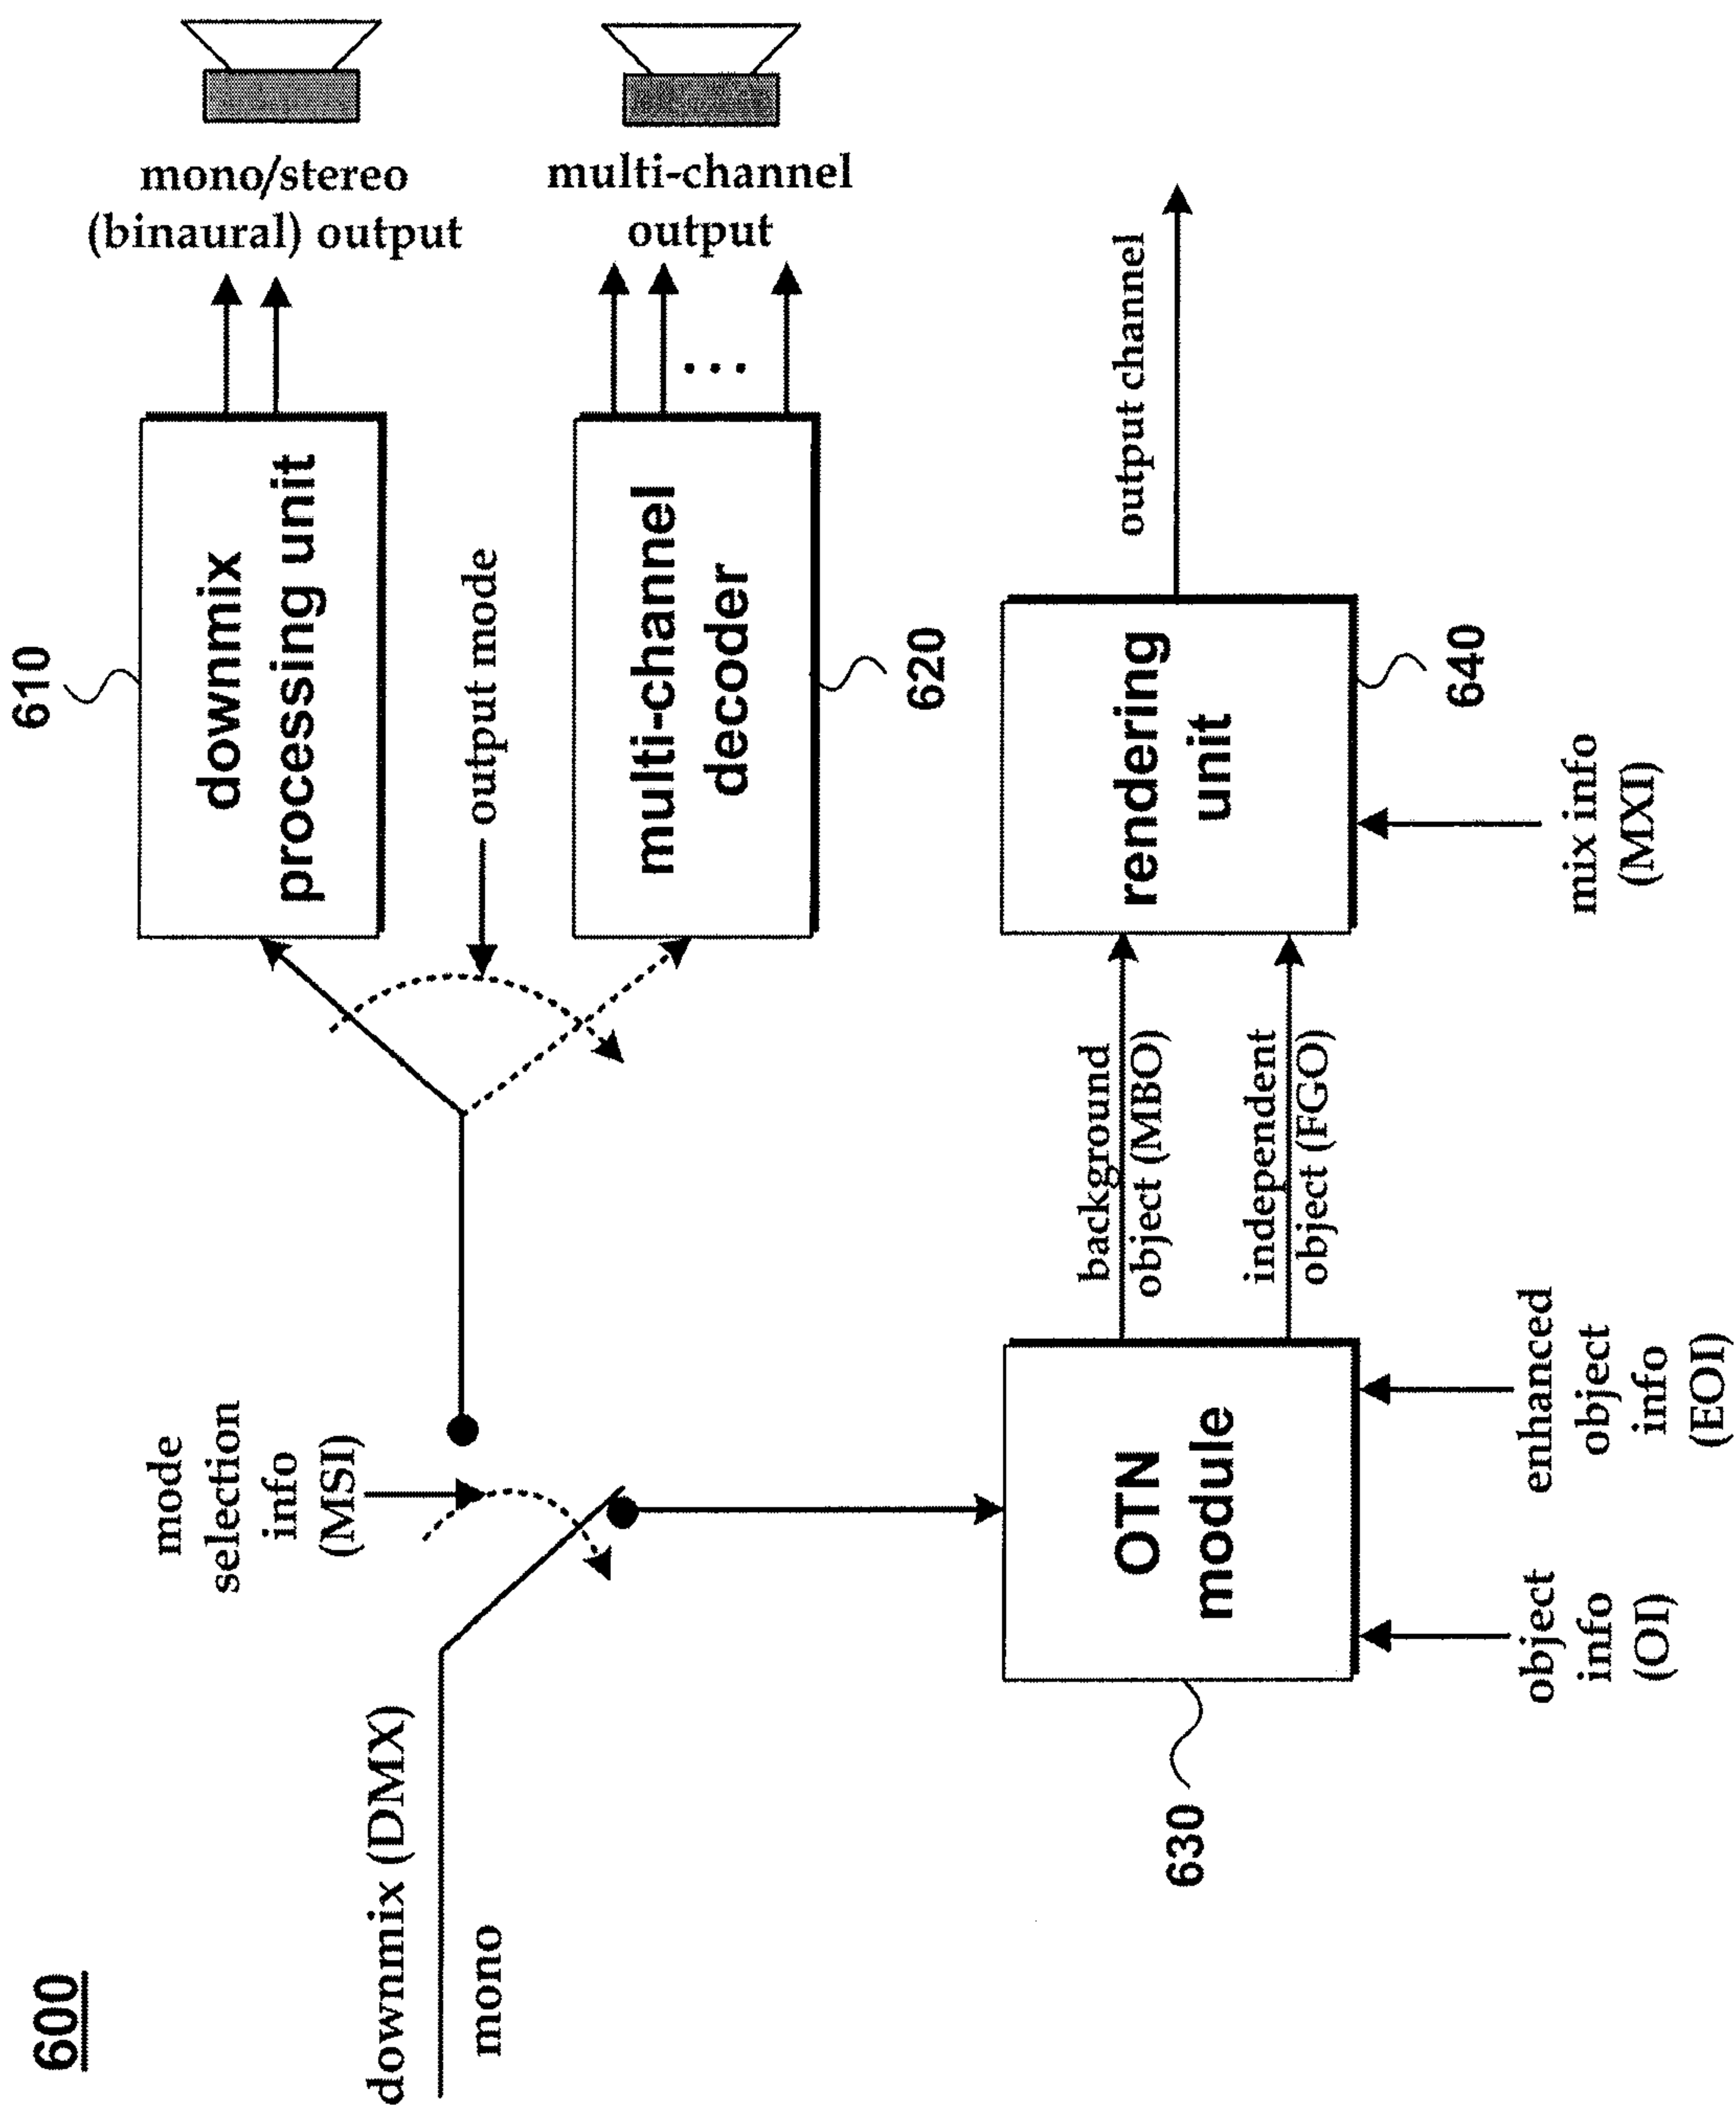 600
downmix (DMX)
mono
mode
selection
info
(MSI)
610
downmix
processing unit
mono/stereo
(binaural) output
output mode
multi-channel
decoder
620
multi-channel
output
...
630
OTN
module
object
info
(OI)
enhanced
object
info
(EOI)
background
object (MBO)
independent
object (FGO)
rendering
unit
640
mix info
(MXI)
output channel